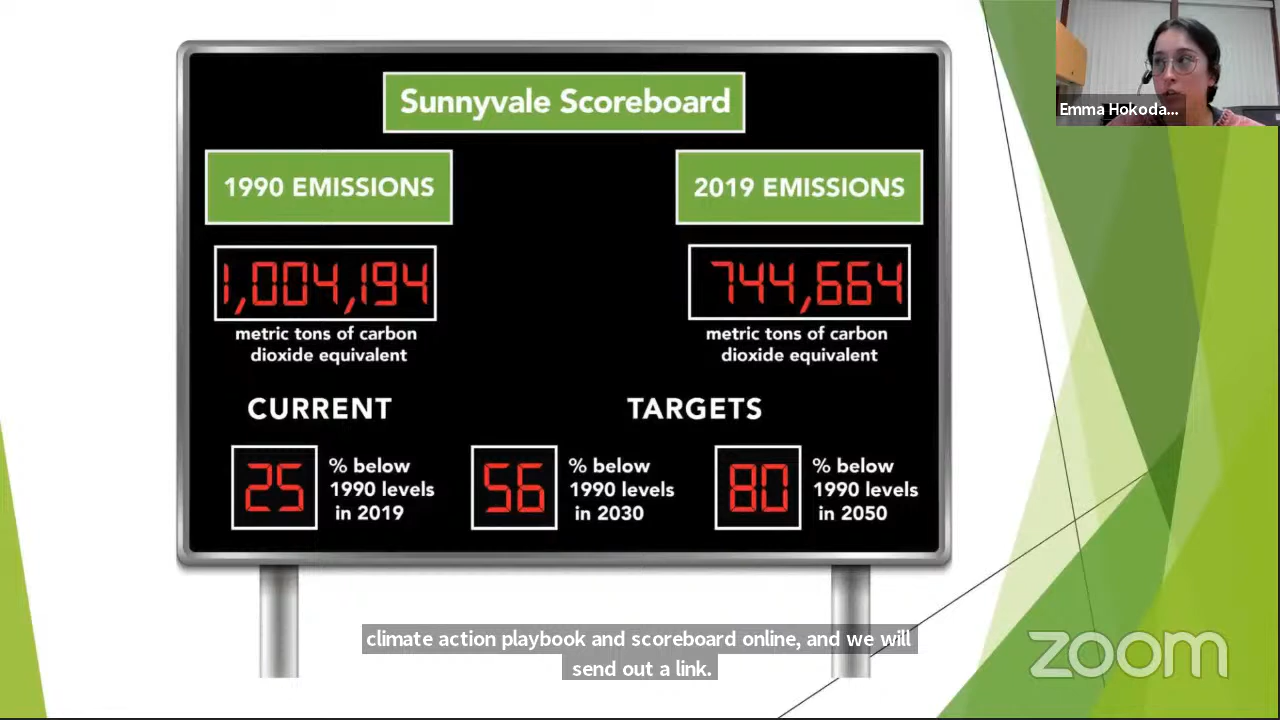 Sunnyvale Scoreboard
1990 EMISSIONS
2019 EMISSIONS
1,004,194
744,664
metric tons of carbon
dioxide equivalent
metric tons of carbon
dioxide equivalent
CURRENT
TARGETS
25
% below
1990 levels
in 2019
56
% below
1990 levels
in 2030
80
% below
1990 levels
in 2050
Emma Hokoda...
climate action playbook and scoreboard online, and we will
send out a link.
zoom